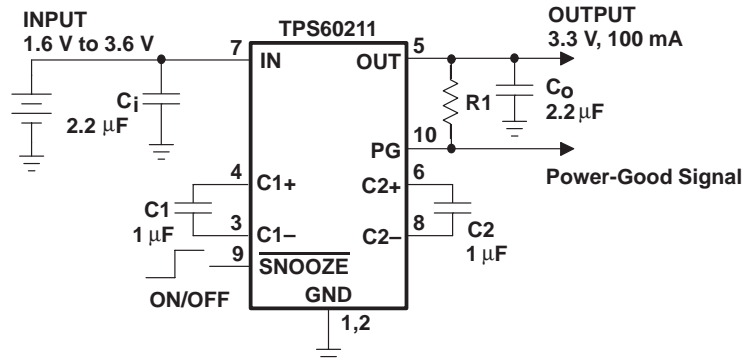 INPUT
1.6 V to 3.6 V
TPS60211
OUTPUT
3.3 V, 100 mA
7
IN
OUT
5
Ci
2.2 μF
R1
Co
2.2 μF
10
PG
Power-Good Signal
4
C1+
C2+
6
C1
1 μF
3
C1−
C2−
8
C2
1 μF
9
SNOOZE
ON/OFF
GND
1,2